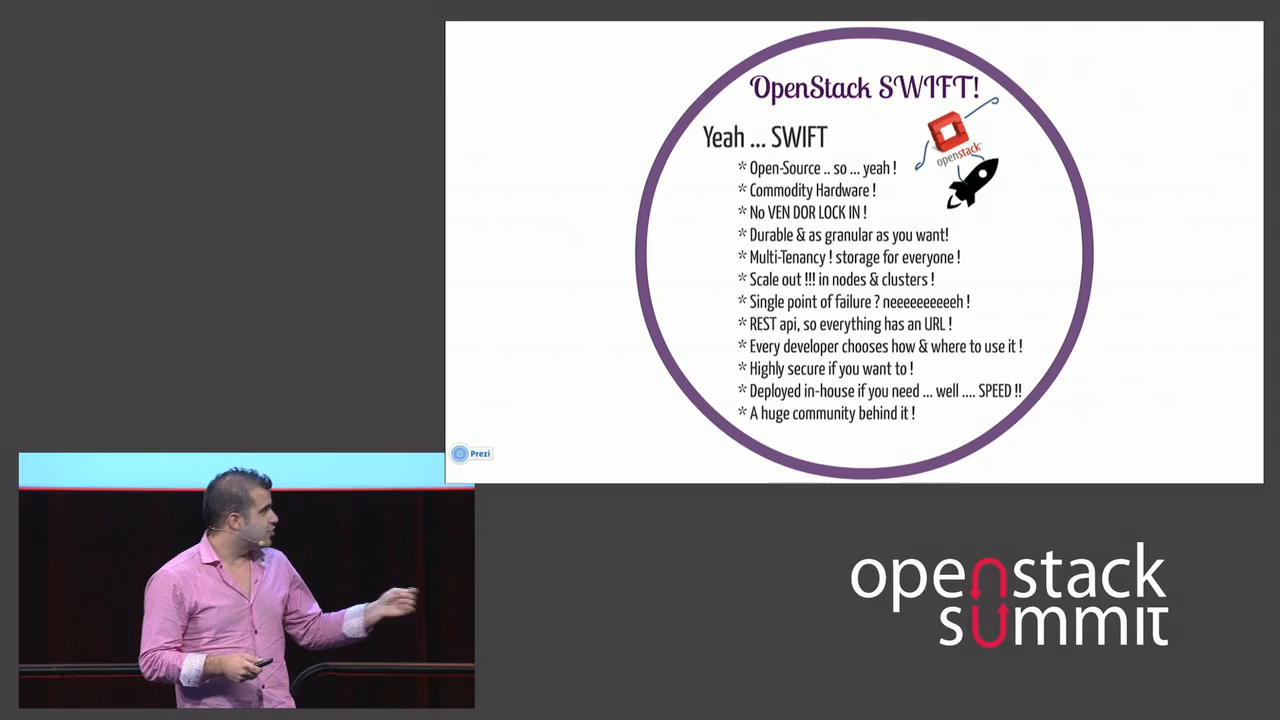 OpenStack SWIFT!
Yeah ... SWIFT
openstack™
* Open-Source .. so ... yeah !
* Commodity Hardware !
* No VEN DOR LOCK IN !
* Durable & as granular as you want!
* Multi-Tenancy ! storage for everyone !
* Scale out !!! in nodes & clusters !
* Single point of failure ? neeeeeeeeeeh !
* REST api, so everything has an URL !
* Every developer chooses how & where to use it !
* Highly secure if you want to !
* Deployed in-house if you need ... well .... SPEED !!
* A huge community behind it !
Prezi
openstack
summit